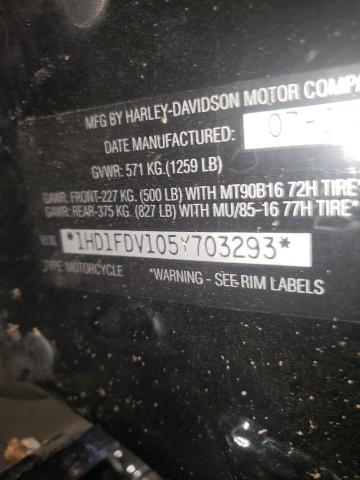 MFG BY HARLEY-DAVIDSON MOTOR COMPA
DATE MANUFACTURED: 07-
GVWR: 571 KG.(1259 LB)
GAWR: FRONT-227 KG. (500 LB) WITH MT90B16 72H TIRE*
GAWR: REAR-375 KG. (827 LB) WITH MU/85-16 77H TIRE*
V.I.N. *1HD1FDV105Y703293*
TYPE: MOTORCYCLE *WARNING - SEE RIM LABELS